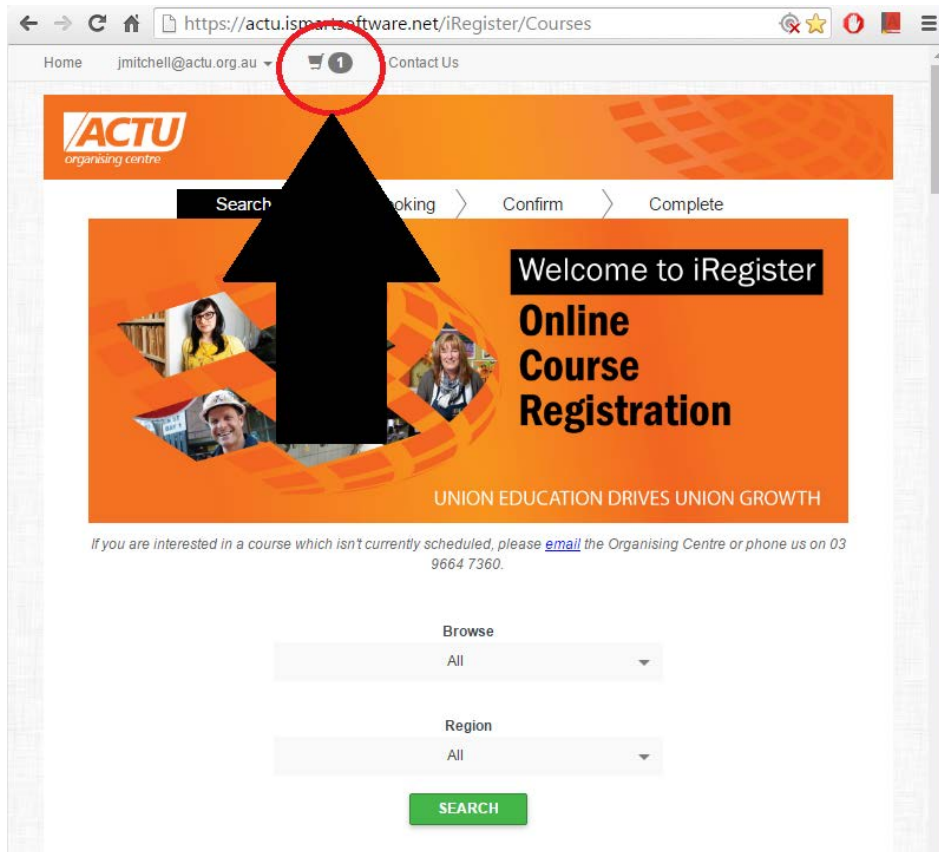 https://actu.ismartsoftware.net/iRegister/Courses
Home jmitchell@actu.org.au 1 Contact Us
ACTU
organising centre
Search oking Confirm Complete
Welcome to iRegister
Online
Course
Registration
UNION EDUCATION DRIVES UNION GROWTH
If you are interested in a course which isn't currently scheduled, please email the Organising Centre or phone us on 03
9664 7360.
Browse
All
Region
All
SEARCH